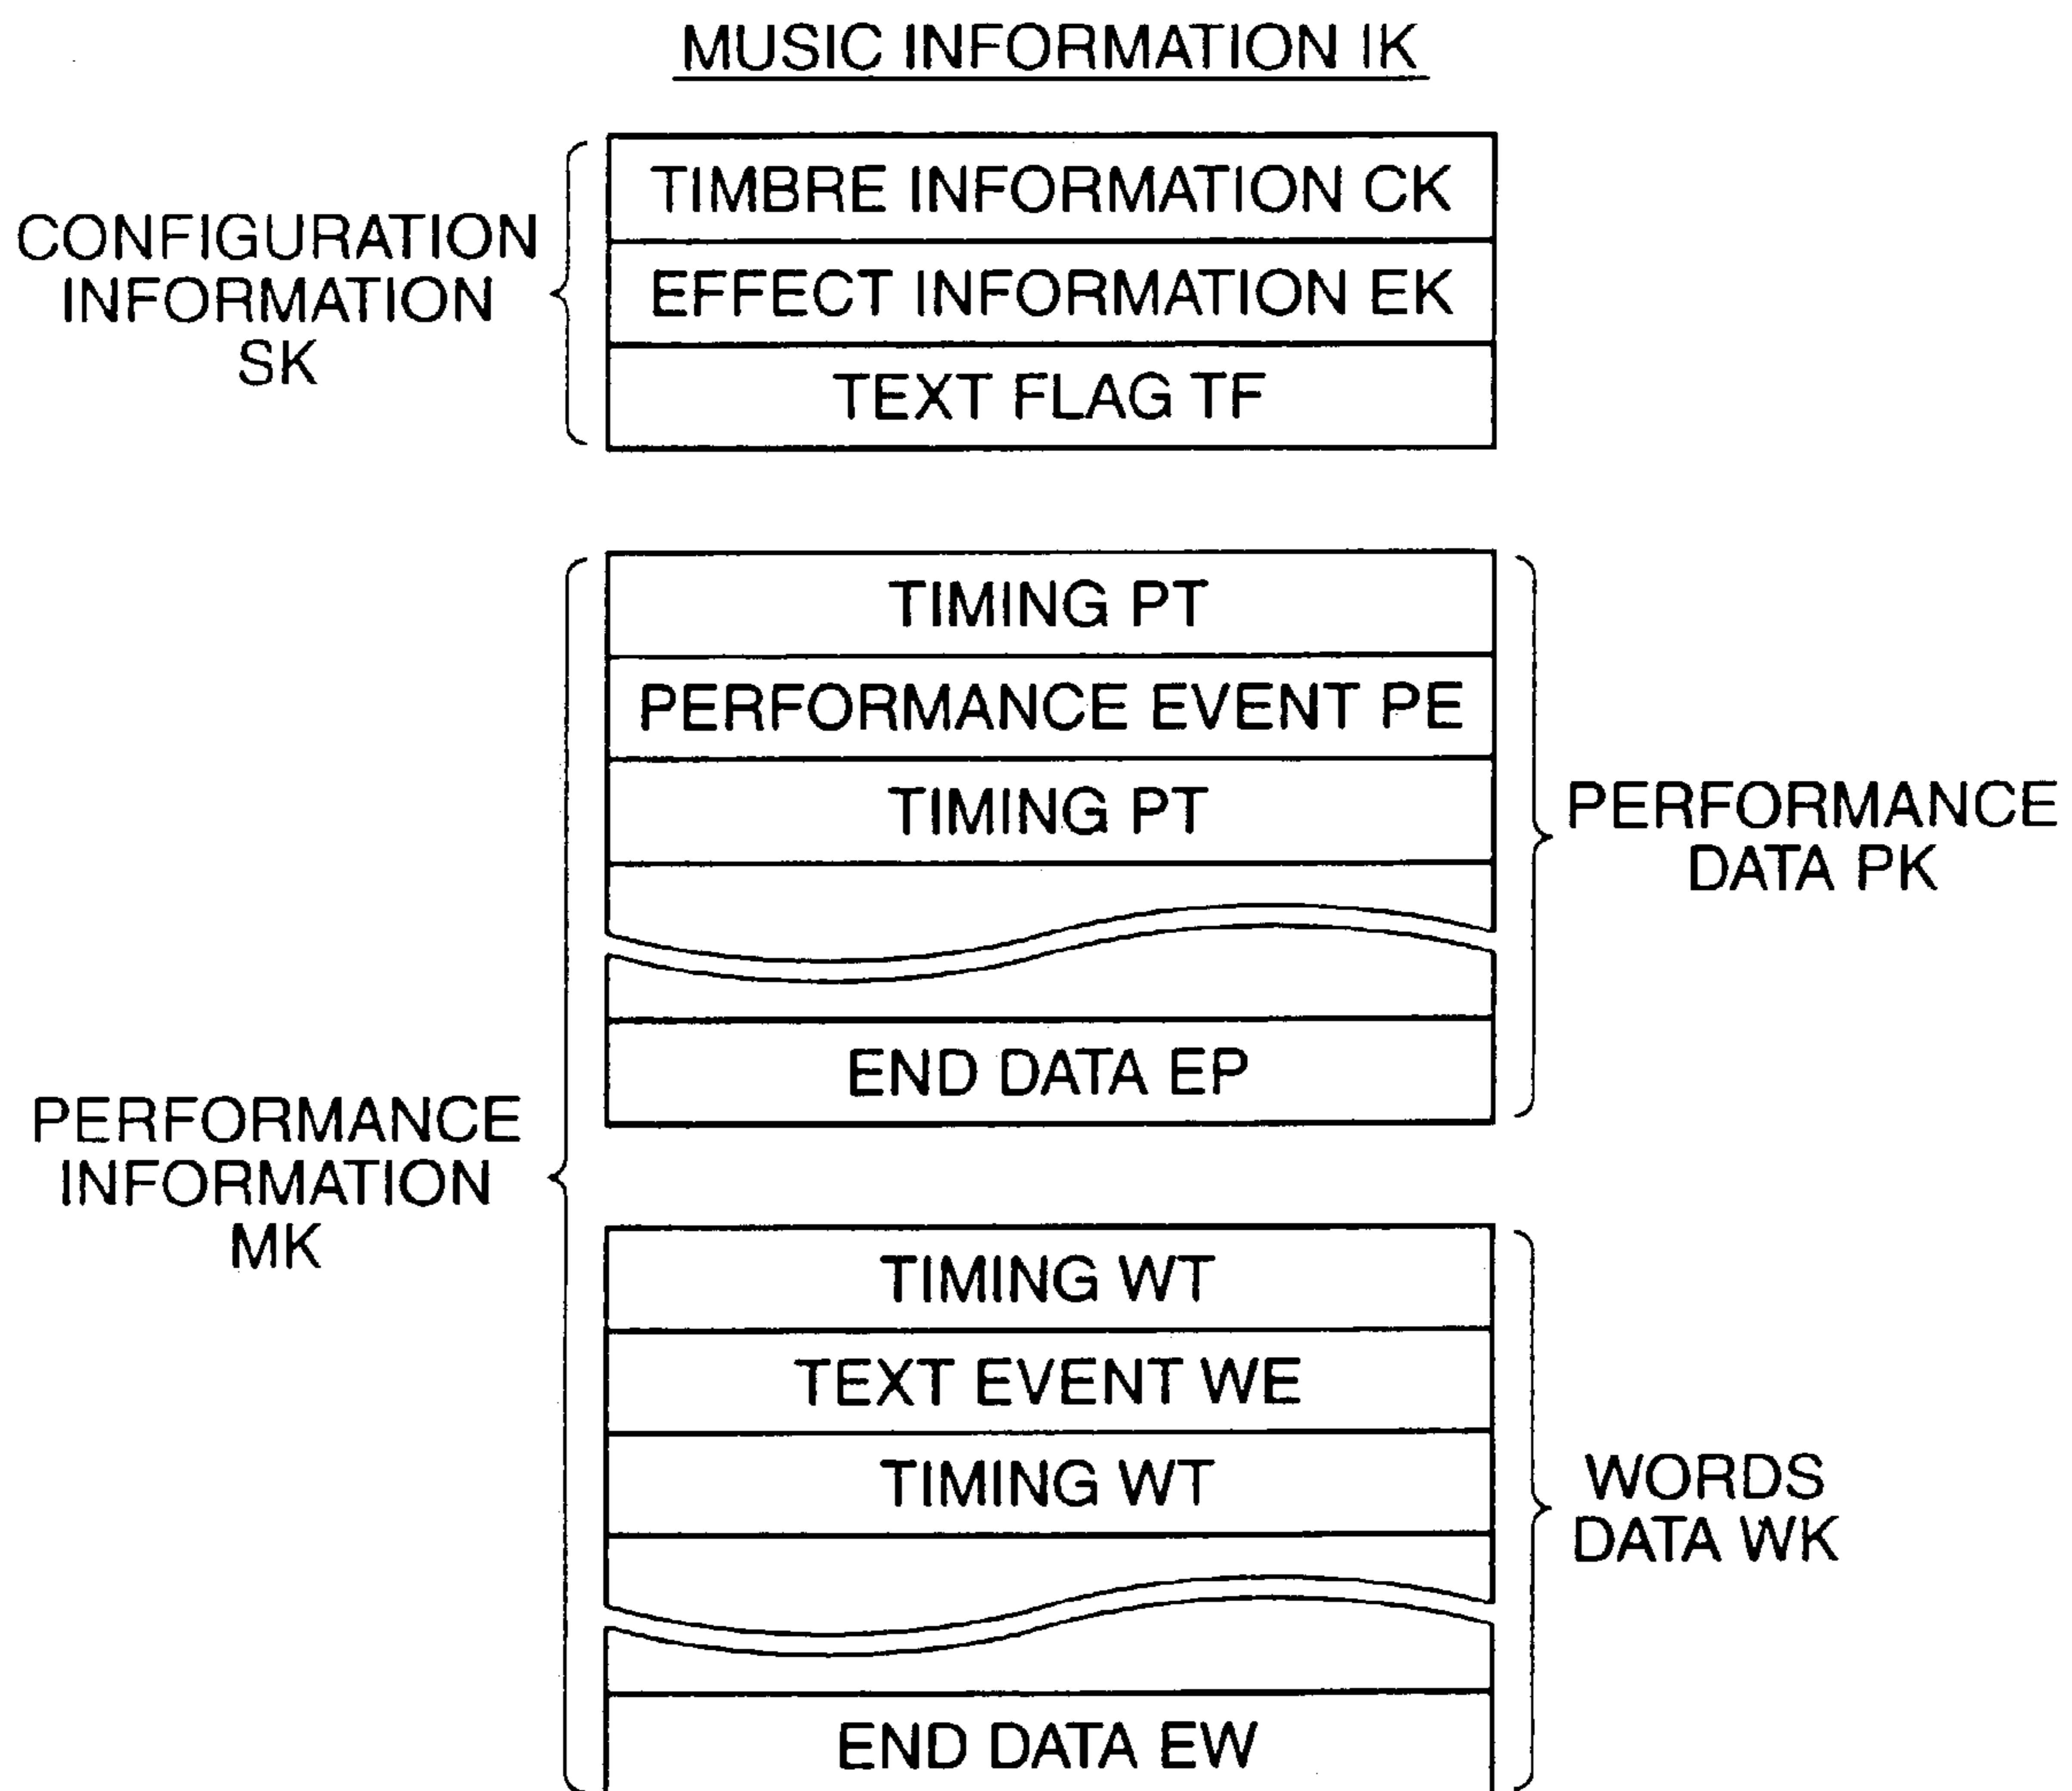 MUSIC INFORMATION IK
CONFIGURATION
INFORMATION
SK
TIMBRE INFORMATION CK
EFFECT INFORMATION EK
TEXT FLAG TF
PERFORMANCE
INFORMATION
MK
TIMING PT
PERFORMANCE EVENT PE
TIMING PT
END DATA EP
PERFORMANCE
DATA PK
TIMING WT
TEXT EVENT WE
TIMING WT
END DATA EW
WORDS
DATA WK